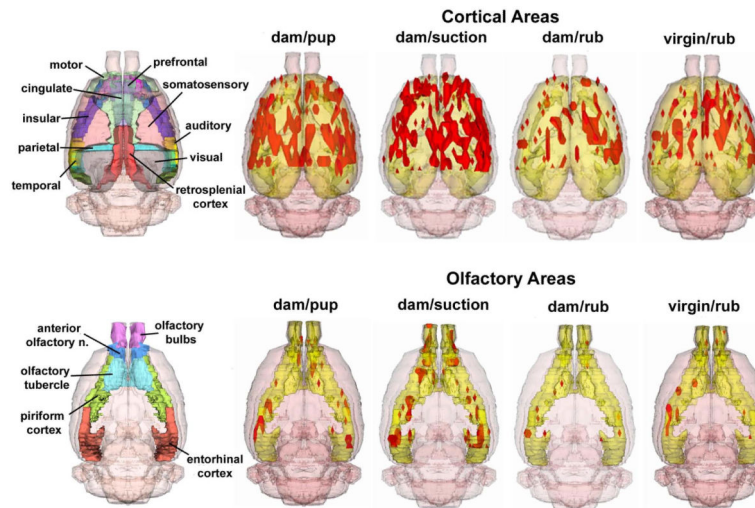 Cortical Areas
dam/pup
dam/suction
dam/rub
virgin/rub
motor
prefrontal
cingulate
somatosensory
insular
auditory
parietal
visual
temporal
retrosplenial
cortex
Olfactory Areas
dam/pup
dam/suction
dam/rub
virgin/rub
anterior
olfactory n.
olfactory
bulbs
olfactory
tubercle
piriform
cortex
entorhinal
cortex